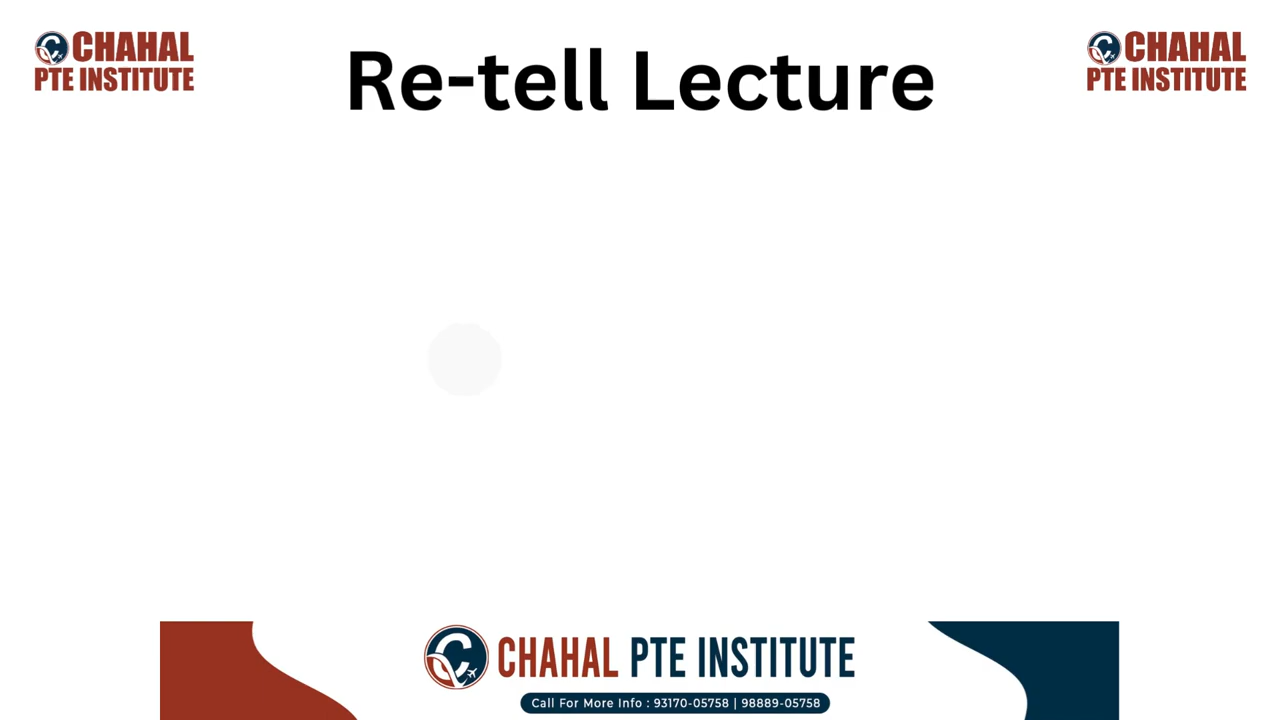 CHAHAL
PTE INSTITUTE
Re-tell Lecture
CHAHAL
PTE INSTITUTE
CHAHAL PTE INSTITUTE
Call For More Info : 93170-05758 | 98889-05758